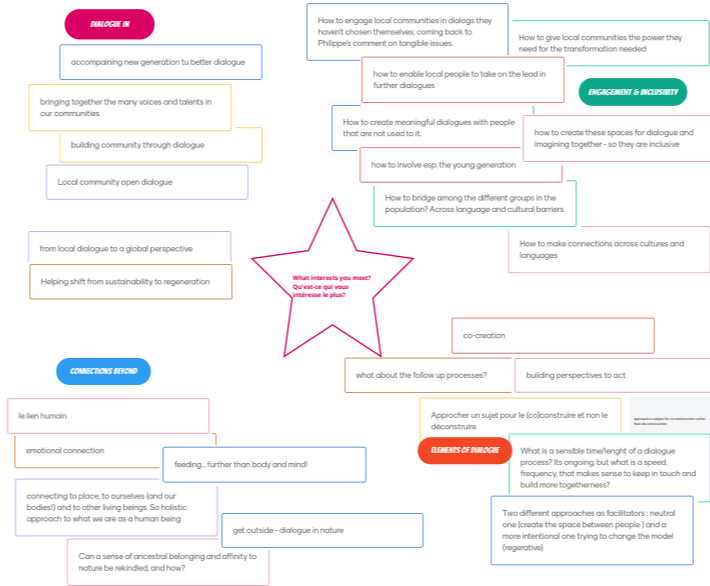 DIALOGUE IN
accompaining new generation tu better dialogue
bringing together the many voices and talents in
our communities
building community through dialogue
Local community open dialogue
from local dialogue to a global perspective
Helping shift from sustainability to regeneration
How to engage local communities in dialogs they
haven't chosen themselves; coming back to
Philippe's comment on tangible issues.
How to give local communities the power they
need for the transformation needed
how to enable local people to take on the lead in
further dialogues
ENGAGEMENT & INCLUSIVITY
How to create meaningful dialogues with people
that are not used to it.
how to create these spaces for dialogue and
imagining together - so they are inclusive
how to involve esp. the young generation
How to bridge among the different groups in the
population? Across language and cultural barriers
How to make connections across cultures and
languages
What interests you most?
Qu'est-ce qui vous
intéresse le plus?
CONNECTIONS BEYOND
le lien humain
emotional connection
feeding... further than body and mind!
connecting to place, to ourselves (and our
bodies!) and to other living beings. So holistic
approach to what we are as a human being
get outside - dialogue in nature
Can a sense of ancestral belonging and affinity to
nature be rekindled, and how?
co-creation
what about the follow up processes?
building perspectives to act
Approcher un sujet pour le (co)construire et non le
déconstruire
approach a subject for co-construction rather
than deconstruction
ELEMENTS OF DIALOGUE
What is a sensible time/lenght of a dialogue
process? Its ongoing, but what is a speed,
frequency, that makes sense to keep in touch and
build more togetherness?
Two different approaches as facilitators : neutral
one (create the space between people ) and a
more intentional one trying to change the model
(regerative)